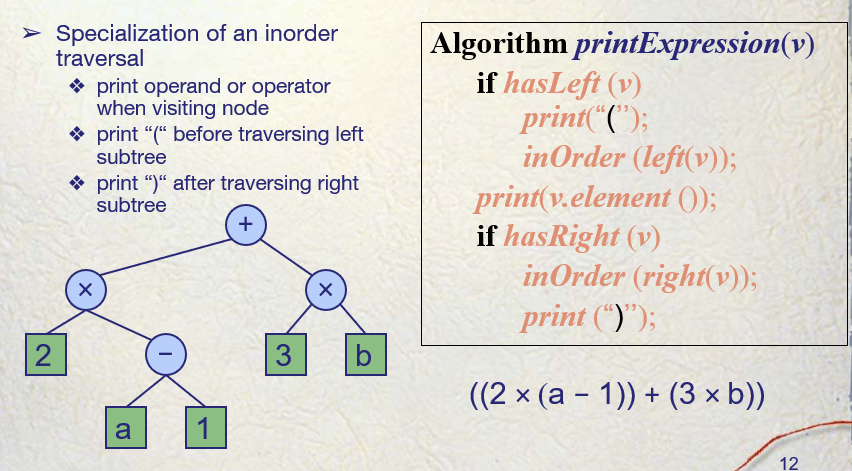 ➢ Specialization of an inorder
traversal
❖ print operand or operator
when visiting node
❖ print “(“ before traversing left
subtree
❖ print “)“ after traversing right
subtree
+
× ×
2 − 3 b
a 1
Algorithm printExpression(v)
if hasLeft (v)
print(“(’’);
inOrder (left(v));
print(v.element ());
if hasRight (v)
inOrder (right(v));
print (“)’’);
((2 × (a − 1)) + (3 × b))
12